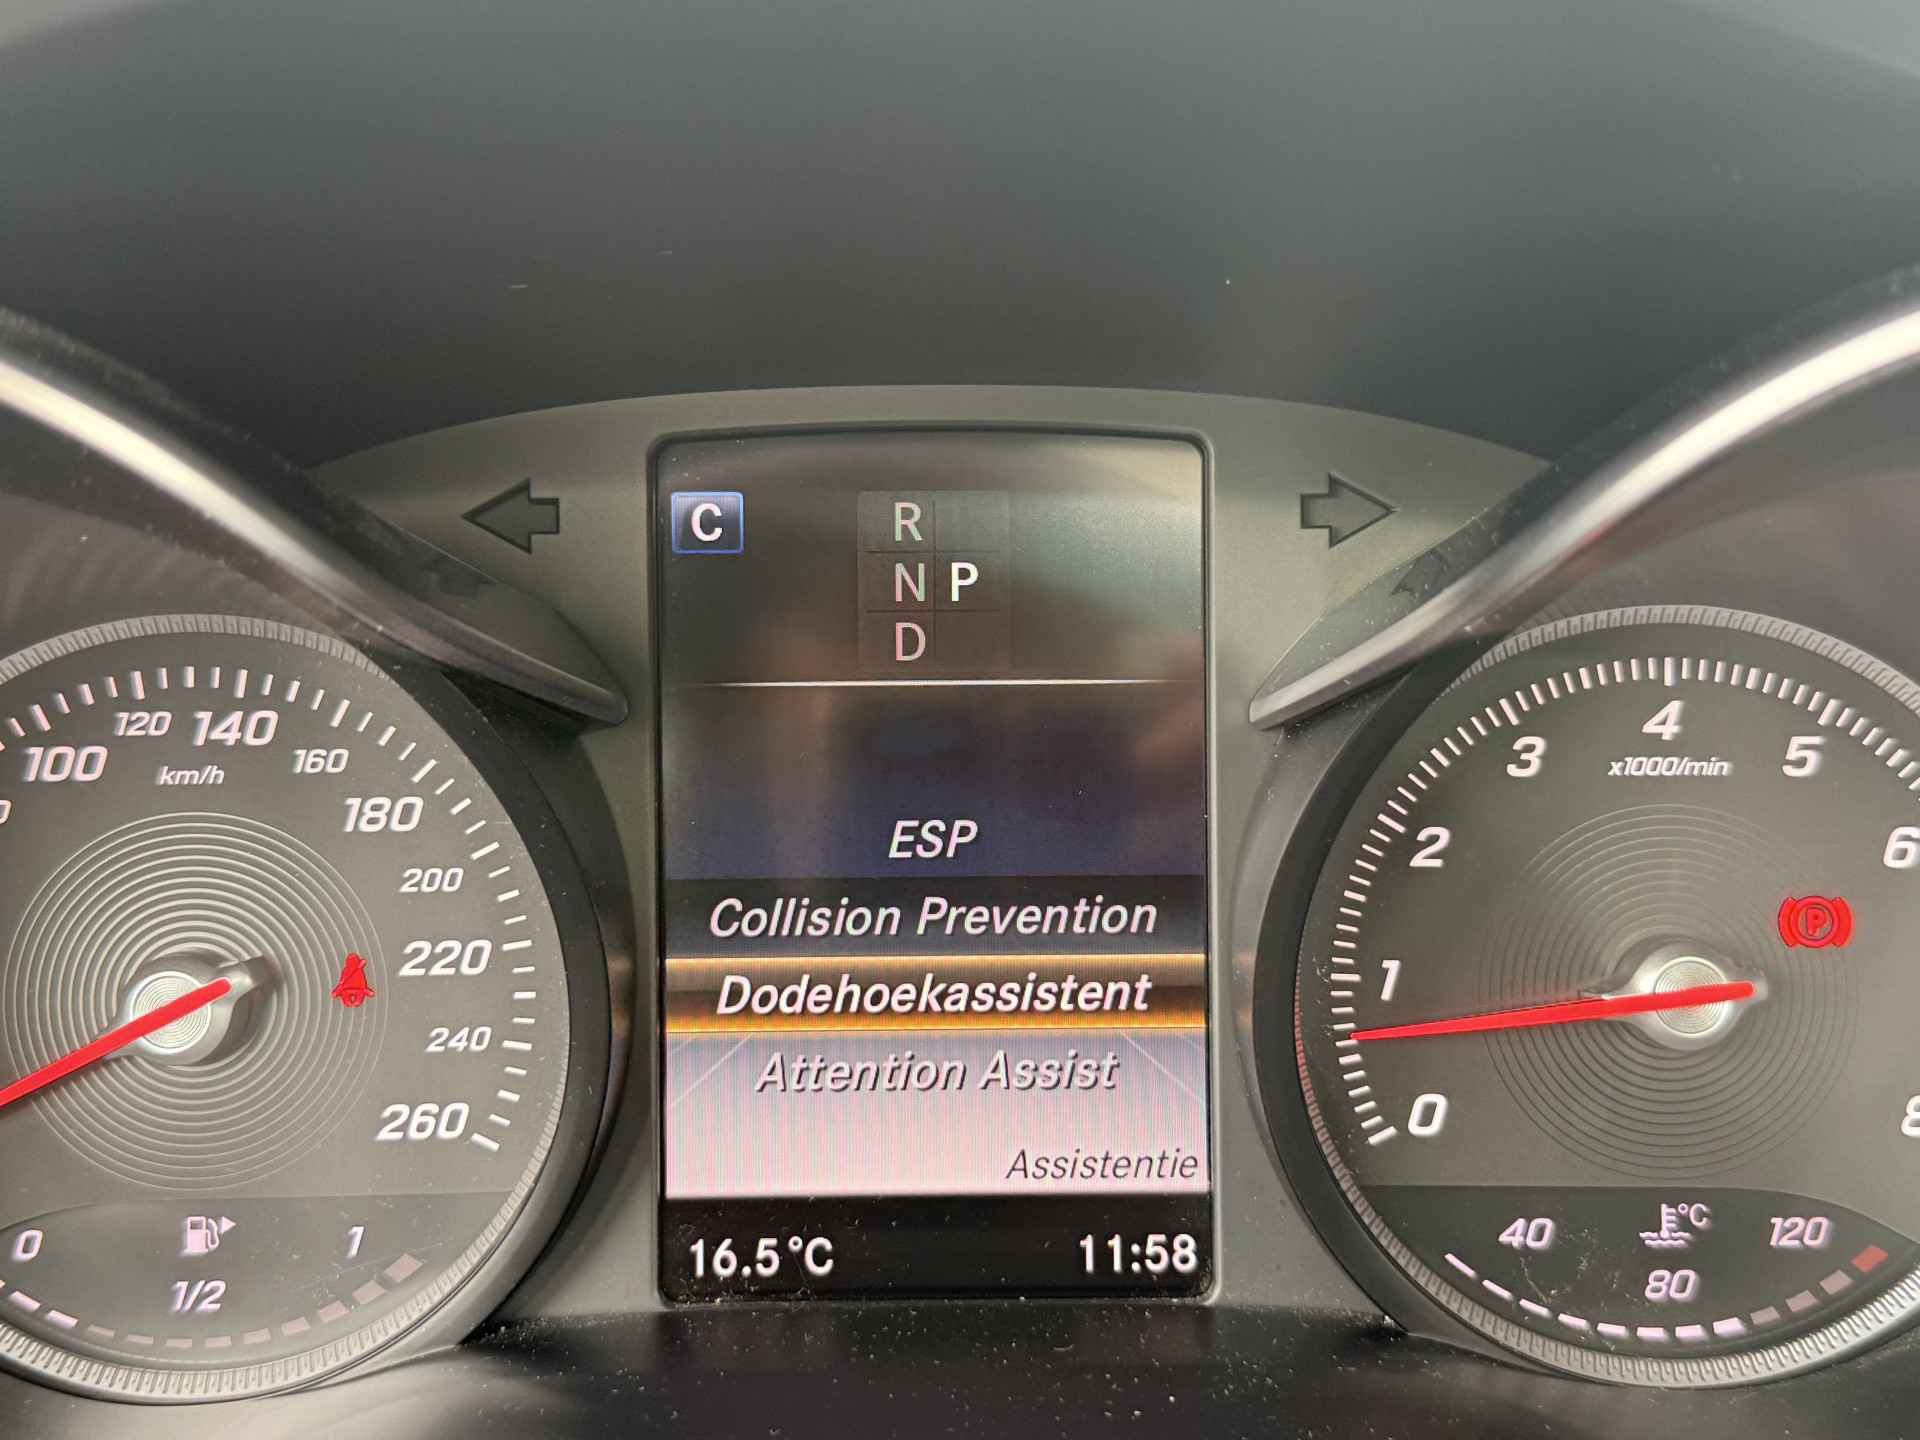 C
R
N P
D
100
120
140
160
180
200
220
240
260
km/h
0
1
1/2
ESP
Collision Prevention
Dodehoekassistent
Attention Assist
Assistentie
16.5°C
11:58
0
1
2
3
4
5
6
8
x1000/min
P
40
°C
120
80